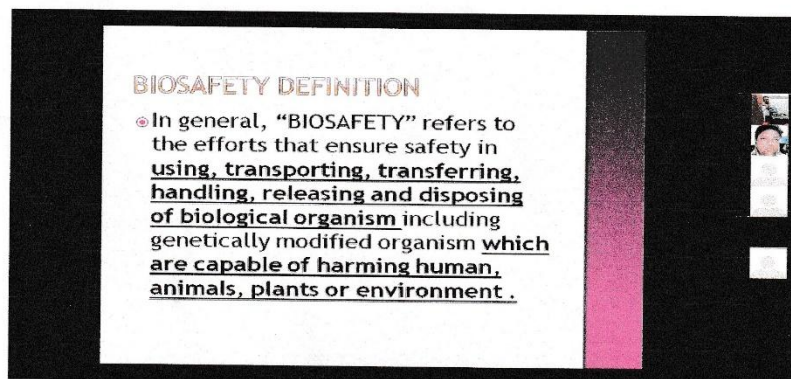 BIOSAFETY DEFINITION
In general, “BIOSAFETY” refers to
the efforts that ensure safety in
using, transporting, transferring,
handling, releasing and disposing
of biological organism including
genetically modified organism which
are capable of harming human,
animals, plants or environment .